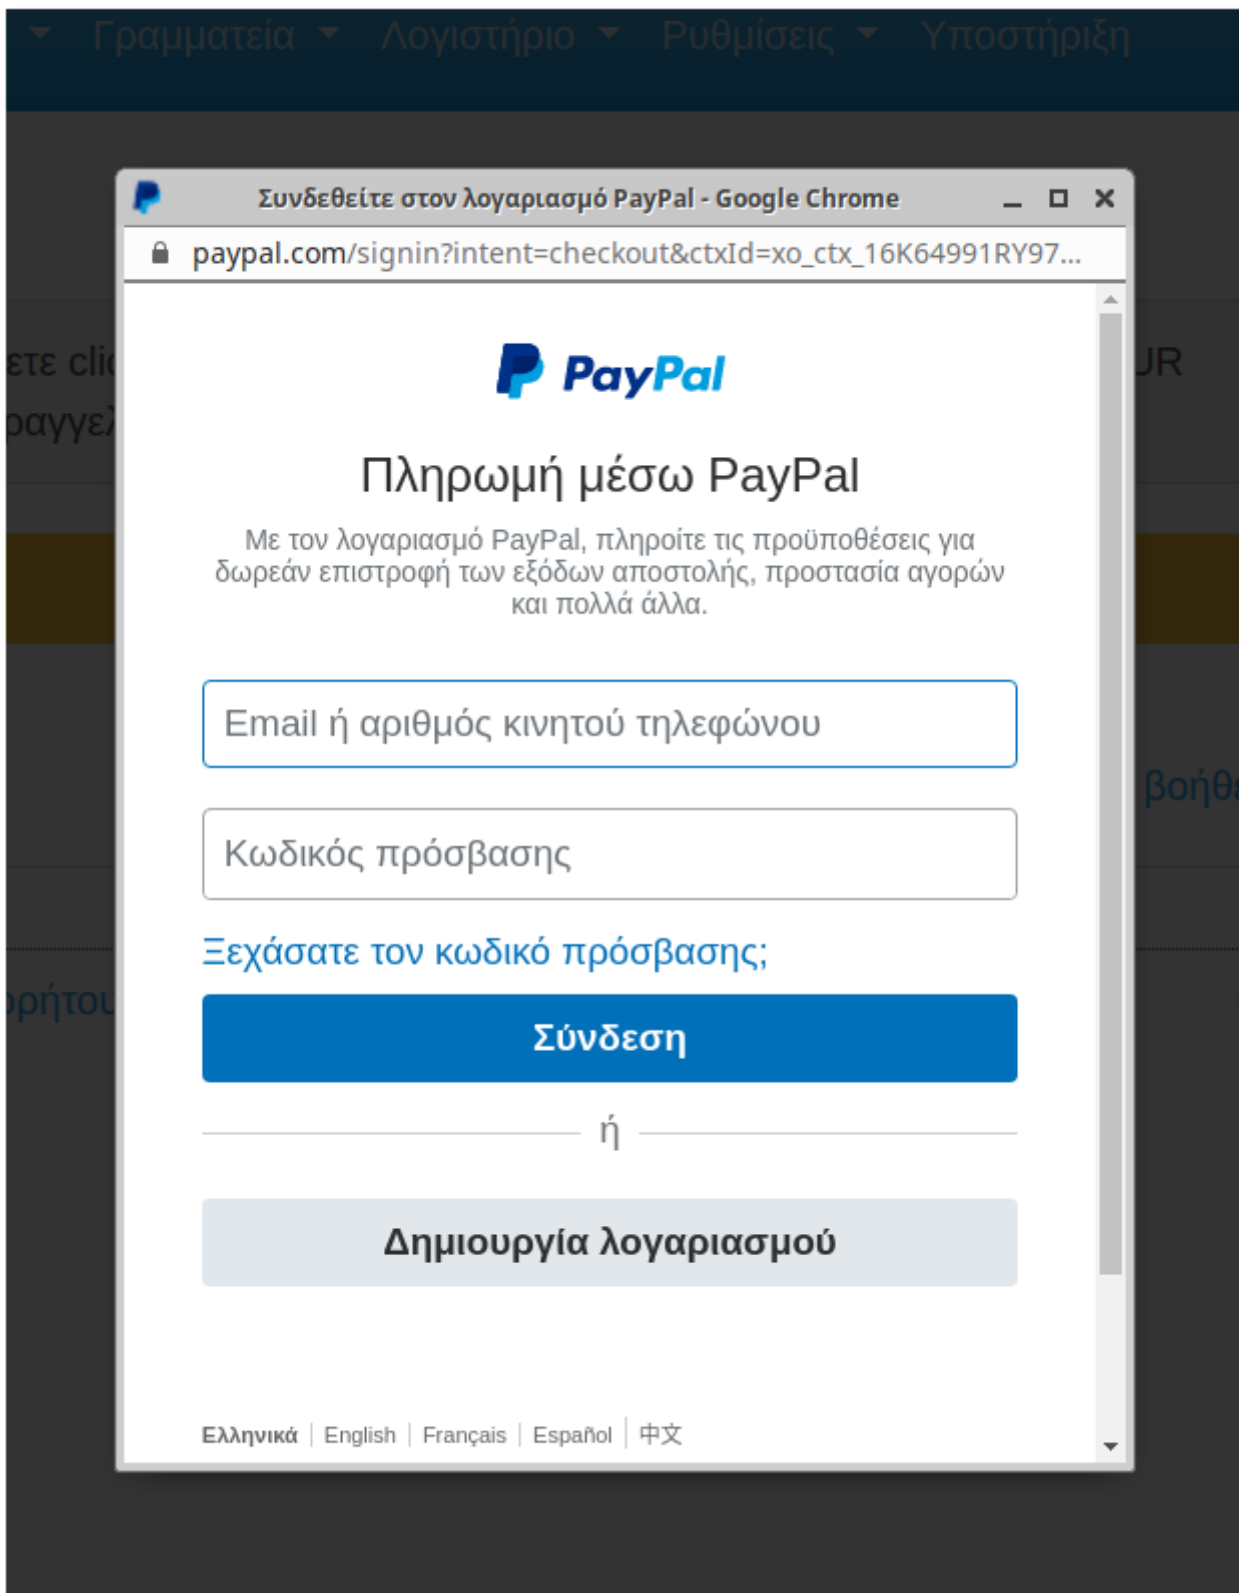 Γραμματεία Λογιστήριο Ρυθμίσεις Υποστήριξη
Συνδεθείτε στον λογαριασμό PayPal - Google Chrome
paypal.com/signin?intent=checkout&ctxId=xo_ctx_16K64991RY97...
PayPal
Πληρωμή μέσω PayPal
Με τον λογαριασμό PayPal, πληροίτε τις προϋποθέσεις για
δωρεάν επιστροφή των εξόδων αποστολής, προστασία αγορών
και πολλά άλλα.
Email ή αριθμός κινητού τηλεφώνου
Κωδικός πρόσβασης
Ξεχάσατε τον κωδικό πρόσβασης;
Σύνδεση
ή
Δημιουργία λογαριασμού
Ελληνικά English Français Español 中文